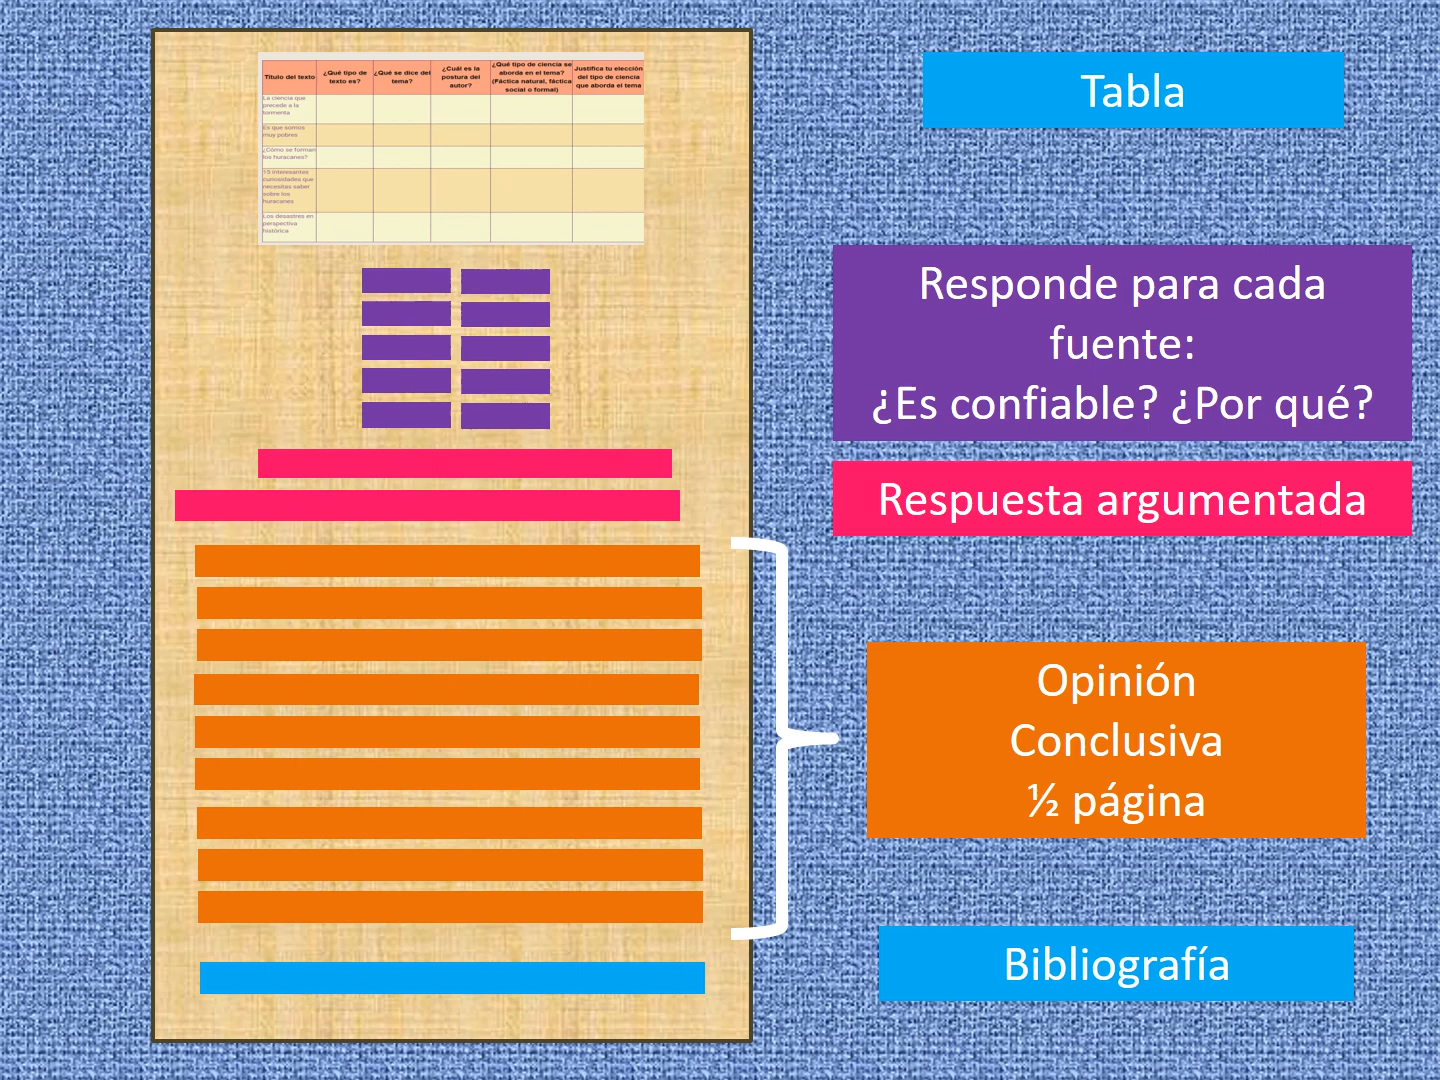 Título del texto
¿Qué tipo de
texto es?
¿Qué se dice del
tema?
¿Cuál es la
postura del
autor?
¿Qué tipo de ciencia se
aborda en el tema?
(Fáctica natural, fáctica
social o formal)
Justifica tu elección
del tipo de ciencia
que aborda el tema
La ciencia que
precede a la
tormenta
Es que somos
muy pobres
¿Cómo se forman
los huracanes?
15 interesantes
curiosidades que
necesitas saber
sobre los
huracanes
Los desastres en
perspectiva
histórica
Tabla
Responde para cada
fuente:
¿Es confiable? ¿Por qué?
Respuesta argumentada
Opinión
Conclusiva
½ página
Bibliografía